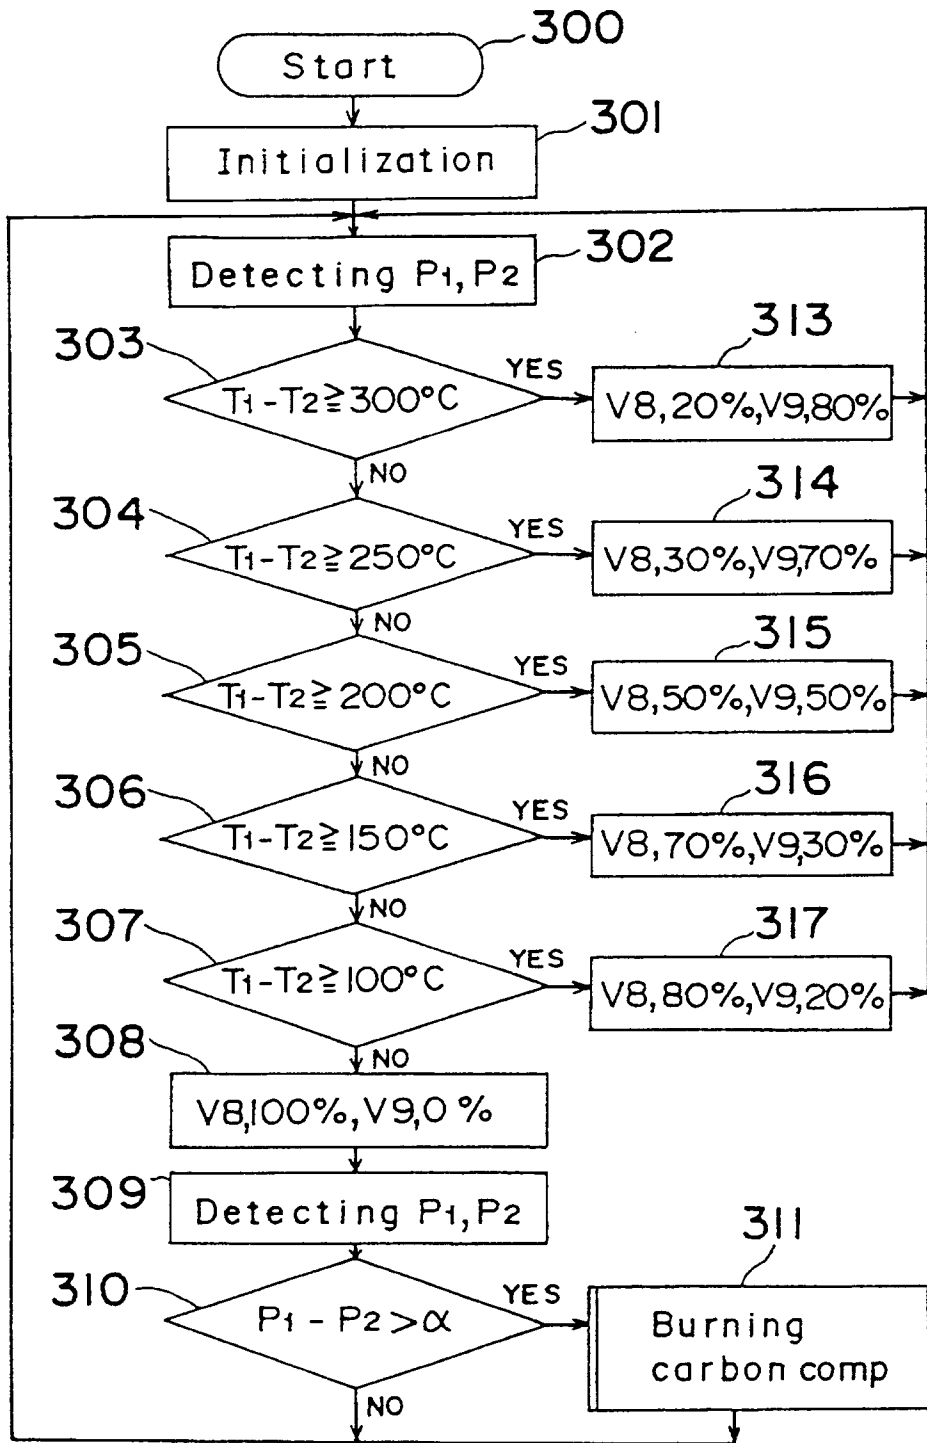 300
Start
301
Initialization
302
Detecting P1, P2
303
T1-T2≧300°C
YES
313
V8,20%,V9,80%
NO
304
T1-T2≧250°C
YES
314
V8,30%,V9,70%
NO
305
T1-T2≧200°C
YES
315
V8,50%,V9,50%
NO
306
T1-T2≧150°C
YES
316
V8,70%,V9,30%
NO
307
T1-T2≧100°C
YES
317
V8,80%,V9,20%
NO
308
V8,100%,V9,0%
309
Detecting P1,P2
310
P1-P2>α
YES
311
Burning
carbon comp
NO